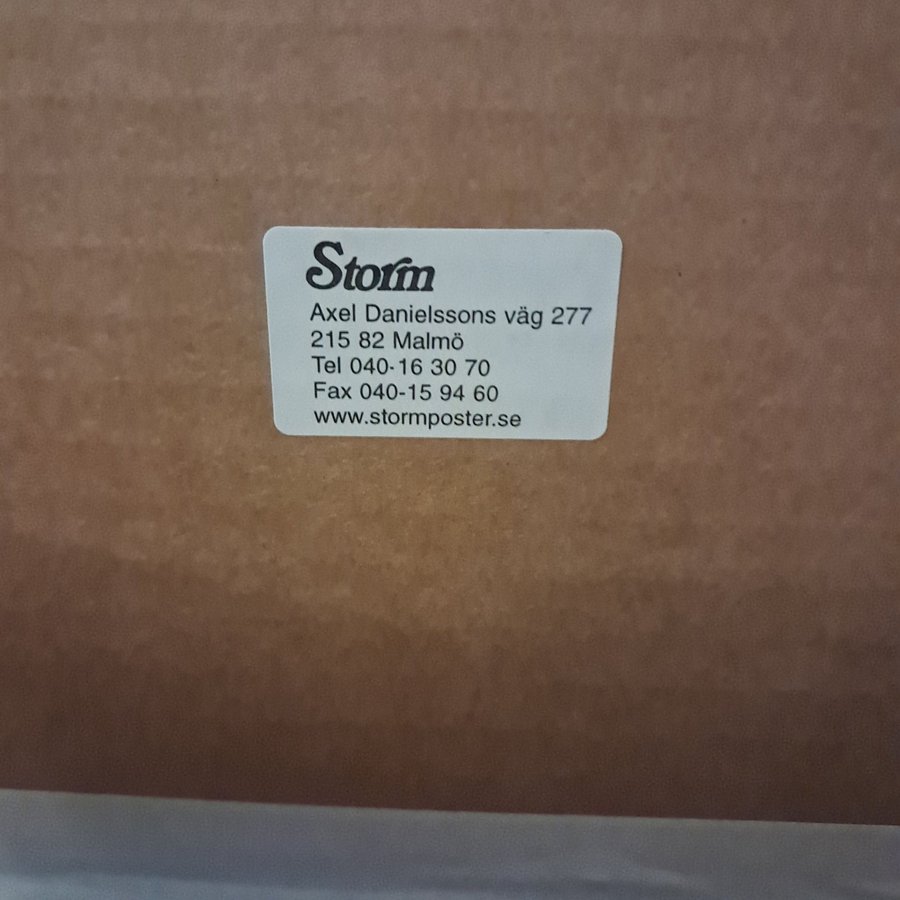 Storm
Axel Danielssons väg 277
215 82 Malmö
Tel 040-16 30 70
Fax 040-15 94 60
www.stormposter.se